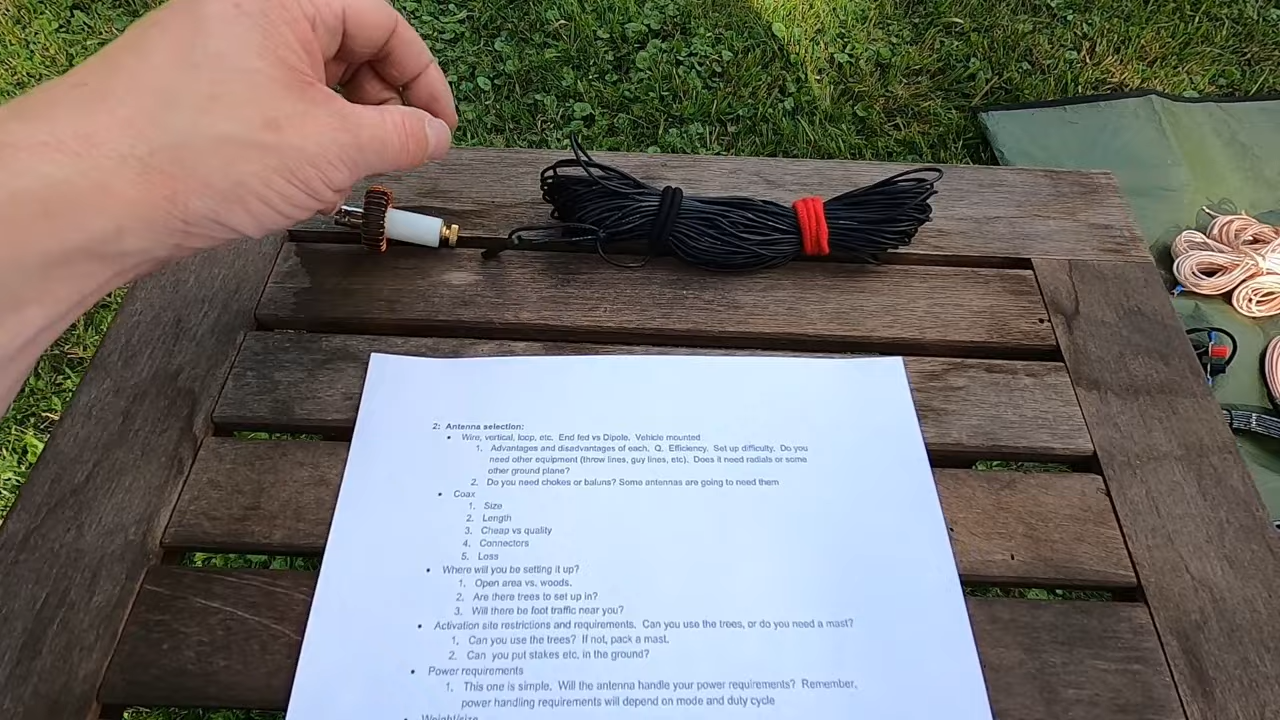 2: Antenna selection:
• Wire, vertical, loop, etc. End fed vs Dipole. Vehicle mounted
1. Advantages and disadvantages of each, Q. Efficiency. Set up difficulty. Do you
need other equipment (throw lines, guy lines, etc). Does it need radials or some
other ground plane?
2. Do you need chokes or baluns? Some antennas are going to need them
• Coax
1. Size
2. Length
3. Cheap vs quality
4. Connectors
5. Loss
• Where will you be setting it up?
1. Open area vs. woods.
2. Are there trees to set up in?
3. Will there be foot traffic near you?
• Activation site restrictions and requirements. Can you use the trees, or do you need a mast?
1. Can you use the trees? If not, pack a mast.
2. Can you put stakes etc. in the ground?
• Power requirements
1. This one is simple. Will the antenna handle your power requirements? Remember,
power handling requirements will depend on mode and duty cycle
• Weight/size